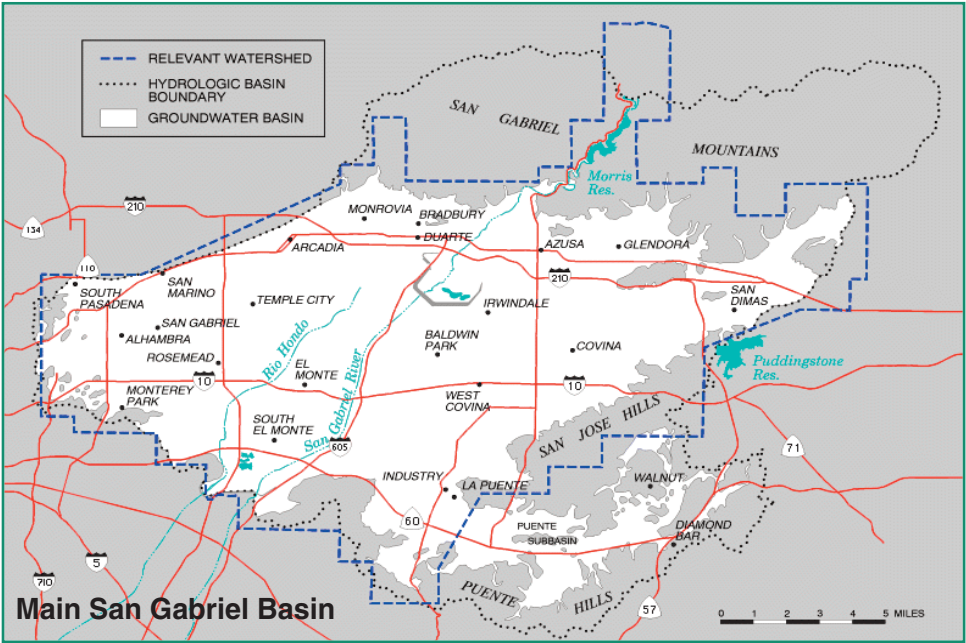 RELEVANT WATERSHED
HYDROLOGIC BASIN
BOUNDARY
GROUNDWATER BASIN
SAN
GABRIEL
MOUNTAINS
Morris
Res.
210
134
110
MONROVIA
BRADBURY
DUARTE
ARCADIA
AZUSA
GLENDORA
210
SAN
MARINO
SOUTH
PASADENA
TEMPLE CITY
IRWINDALE
SAN
DIMAS
SAN GABRIEL
ALHAMBRA
ROSEMEAD
Rio Hondo
San Gabriel River
BALDWIN
PARK
COVINA
Puddingstone
Res.
10
EL
MONTE
10
MONTEREY
PARK
WEST
COVINA
SOUTH
EL MONTE
605
SAN JOSE HILLS
71
INDUSTRY
LA PUENTE
WALNUT
60
PUENTE
SUBBASIN
DIAMOND
BAR
5
710
PUENTE
HILLS
57
Main San Gabriel Basin
0 1 2 3 4 5 MILES